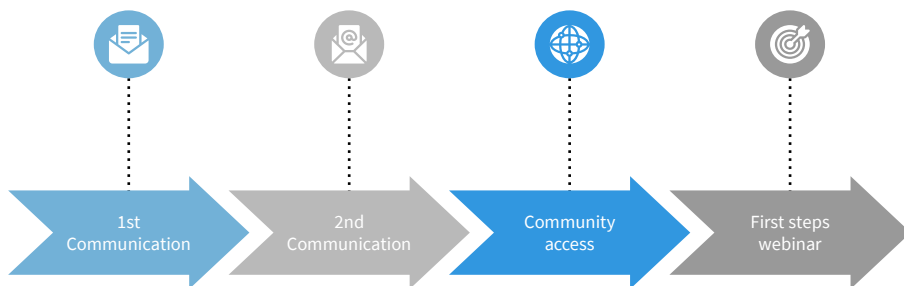 1st
Communication
2nd
Communication
Community
access
First steps
webinar